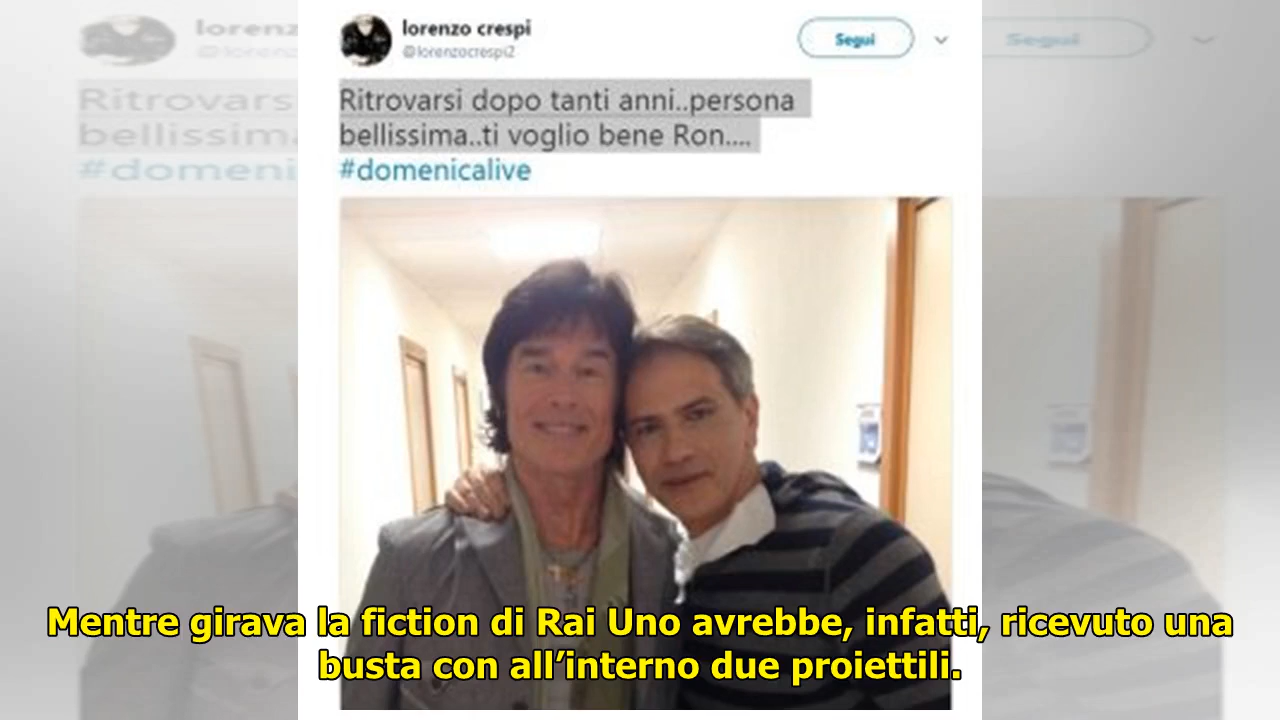 lorenzo crespi
@lorenzocrespi2
Segui
Ritrovarsi dopo tanti anni..persona
bellissima..ti voglio bene Ron....
#domenicalive
Mentre girava la fiction di Rai Uno avrebbe, infatti, ricevuto una
busta con all’interno due proiettili.